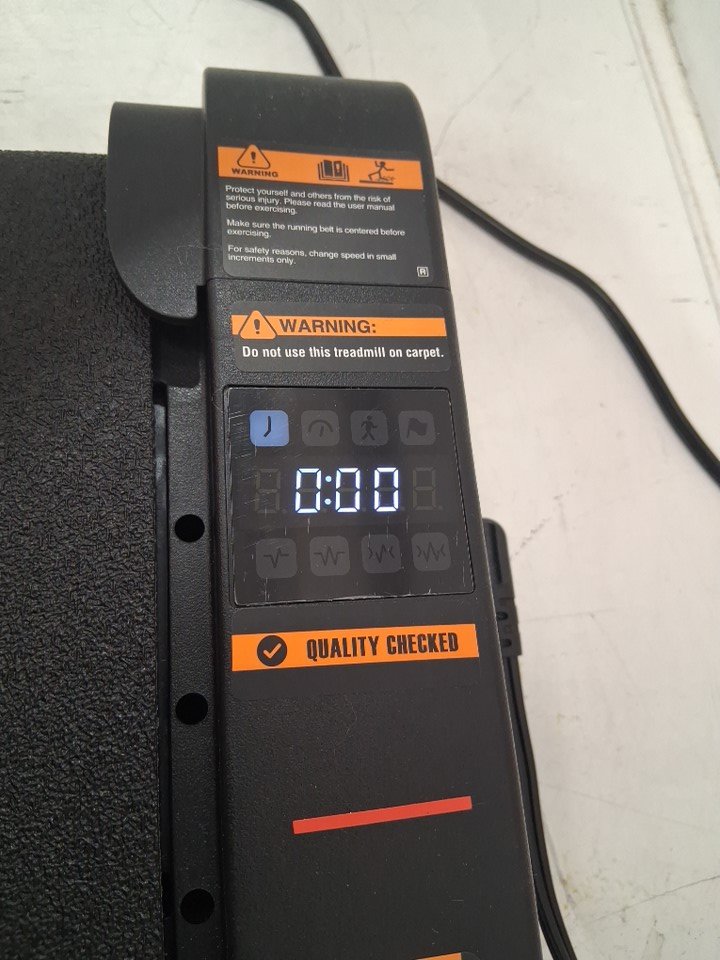 WARNING
Protect yourself and others from the risk of
serious injury. Please read the user manual
before exercising.
Make sure the running belt is centered before
exercising.
For safety reasons, change speed in small
increments only.
R
WARNING:
Do not use this treadmill on carpet.
0:00
QUALITY CHECKED